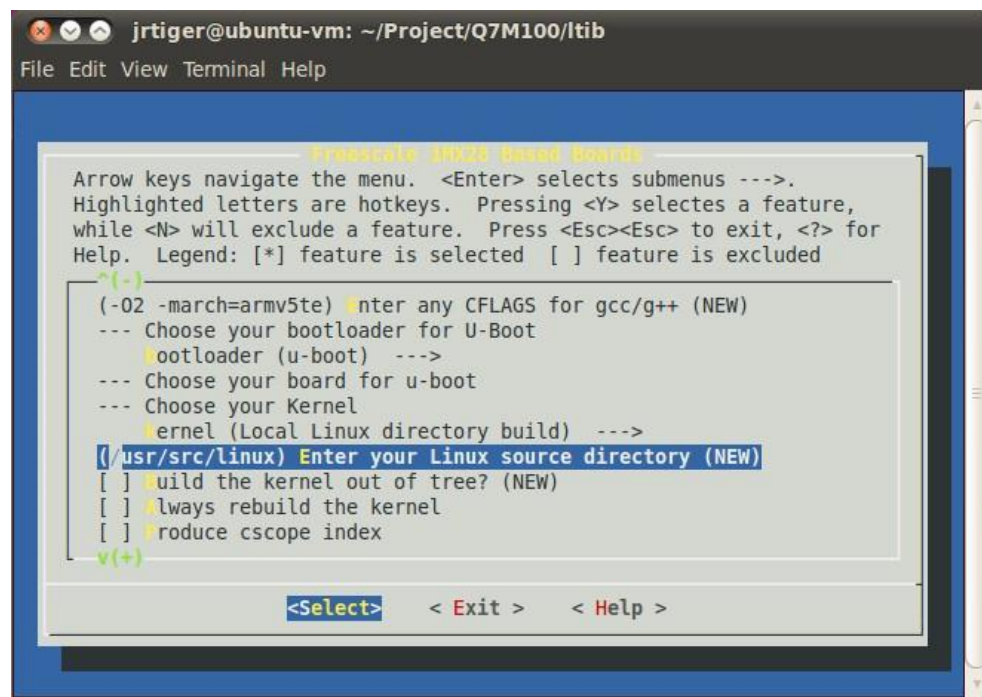 jrtiger@ubuntu-vm: ~/Project/Q7M100/ltib
File Edit View Terminal Help
Freescale iMX28 Based Boards
Arrow keys navigate the menu. <Enter> selects submenus --->.
Highlighted letters are hotkeys. Pressing <Y> selectes a feature,
while <N> will exclude a feature. Press <Esc><Esc> to exit, <?> for
Help. Legend: [*] feature is selected [ ] feature is excluded
^(-)
(-O2 -march=armv5te) Enter any CFLAGS for gcc/g++ (NEW)
--- Choose your bootloader for U-Boot
bootloader (u-boot) --->
--- Choose your board for u-boot
--- Choose your Kernel
kernel (Local Linux directory build) --->
(/usr/src/linux) Enter your Linux source directory (NEW)
[ ] Build the kernel out of tree? (NEW)
[ ] Always rebuild the kernel
[ ] Produce cscope index
v(+)
<Select> < Exit > < Help >